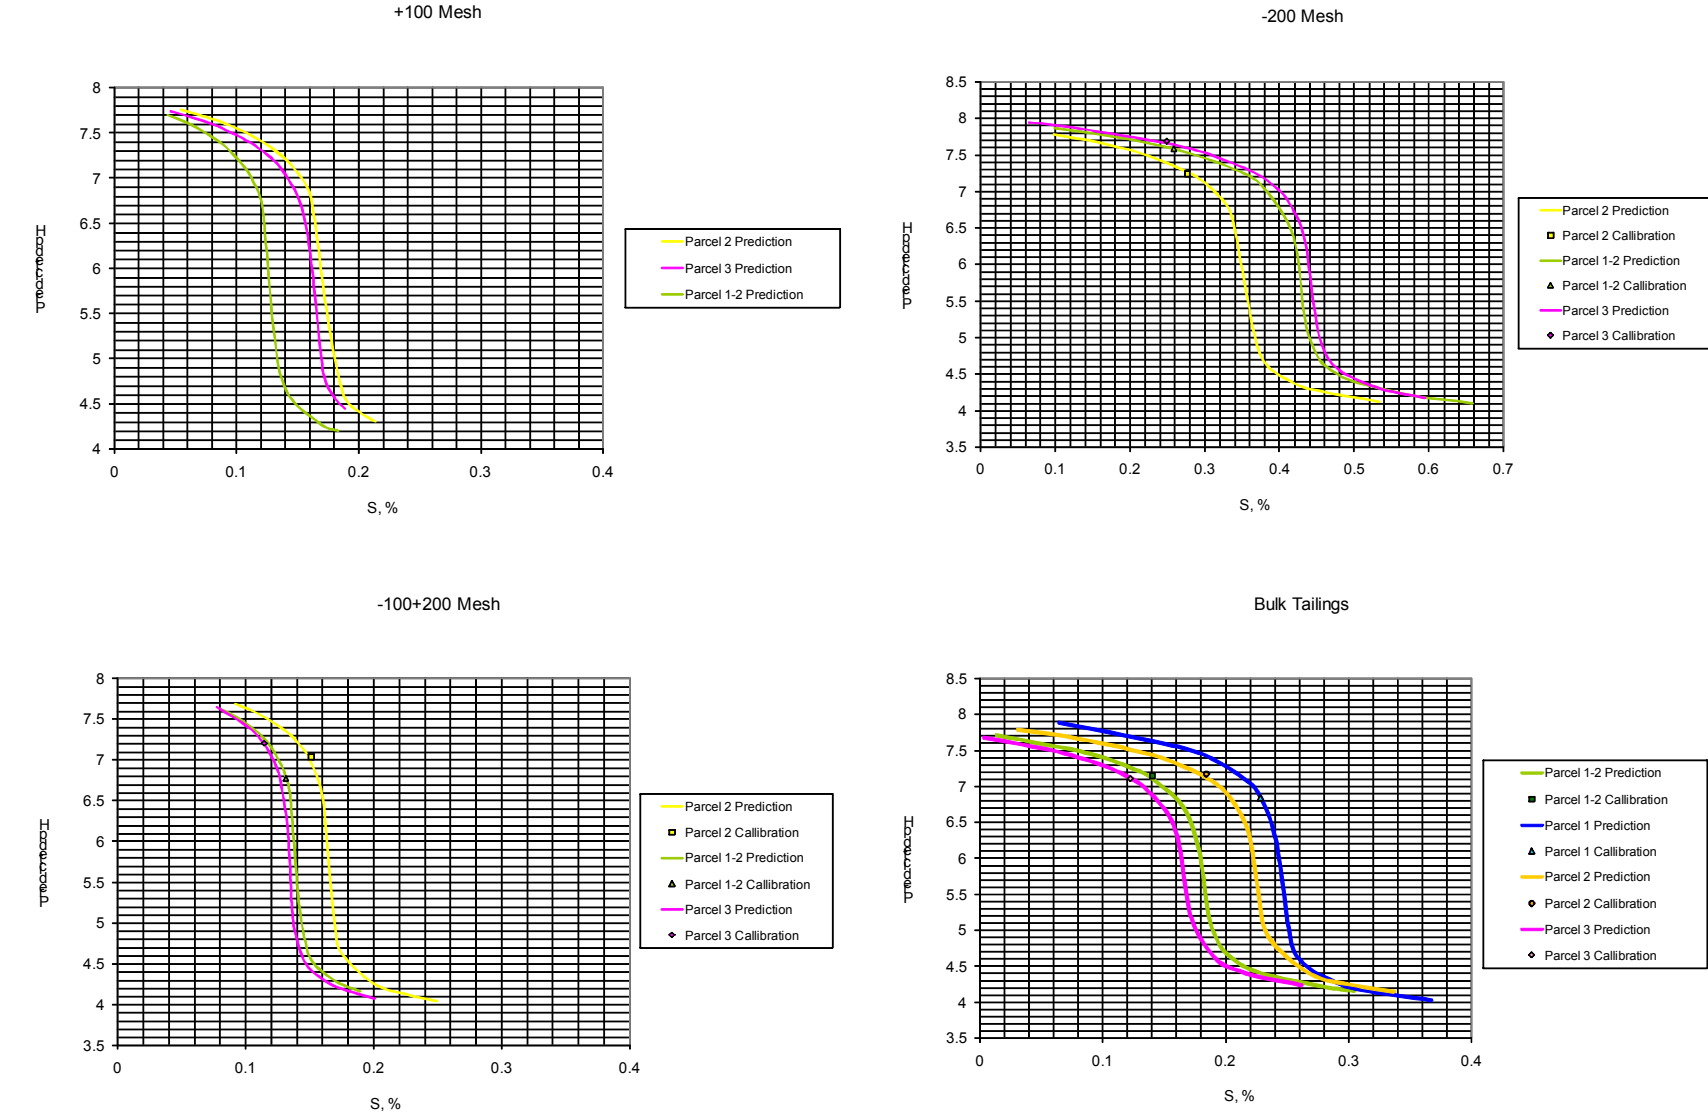 +100 Mesh
8
7.5
7
6.5
6
5.5
5
4.5
4
0
0.1
0.2
0.3
0.4
Predicted pH
S, %
Parcel 2 Prediction
Parcel 3 Prediction
Parcel 1-2 Prediction
-200 Mesh
8.5
8
7.5
7
6.5
6
5.5
5
4.5
4
3.5
0
0.1
0.2
0.3
0.4
0.5
0.6
0.7
Predicted pH
S, %
Parcel 2 Prediction
Parcel 2 Callibration
Parcel 1-2 Prediction
Parcel 1-2 Callibration
Parcel 3 Prediction
Parcel 3 Callibration
-100+200 Mesh
8
7.5
7
6.5
6
5.5
5
4.5
4
3.5
0
0.1
0.2
0.3
0.4
Predicted pH
S, %
Parcel 2 Prediction
Parcel 2 Callibration
Parcel 1-2 Prediction
Parcel 1-2 Callibration
Parcel 3 Prediction
Parcel 3 Callibration
Bulk Tailings
8.5
8
7.5
7
6.5
6
5.5
5
4.5
4
3.5
0
0.1
0.2
0.3
0.4
Predicted pH
S, %
Parcel 1-2 Prediction
Parcel 1-2 Callibration
Parcel 1 Prediction
Parcel 1 Callibration
Parcel 2 Prediction
Parcel 2 Callibration
Parcel 3 Prediction
Parcel 3 Callibration